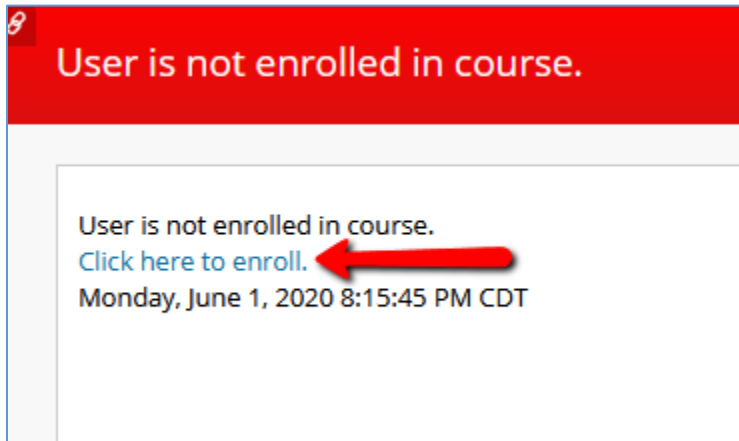 User is not enrolled in course.
User is not enrolled in course.
Click here to enroll.
Monday, June 1, 2020 8:15:45 PM CDT